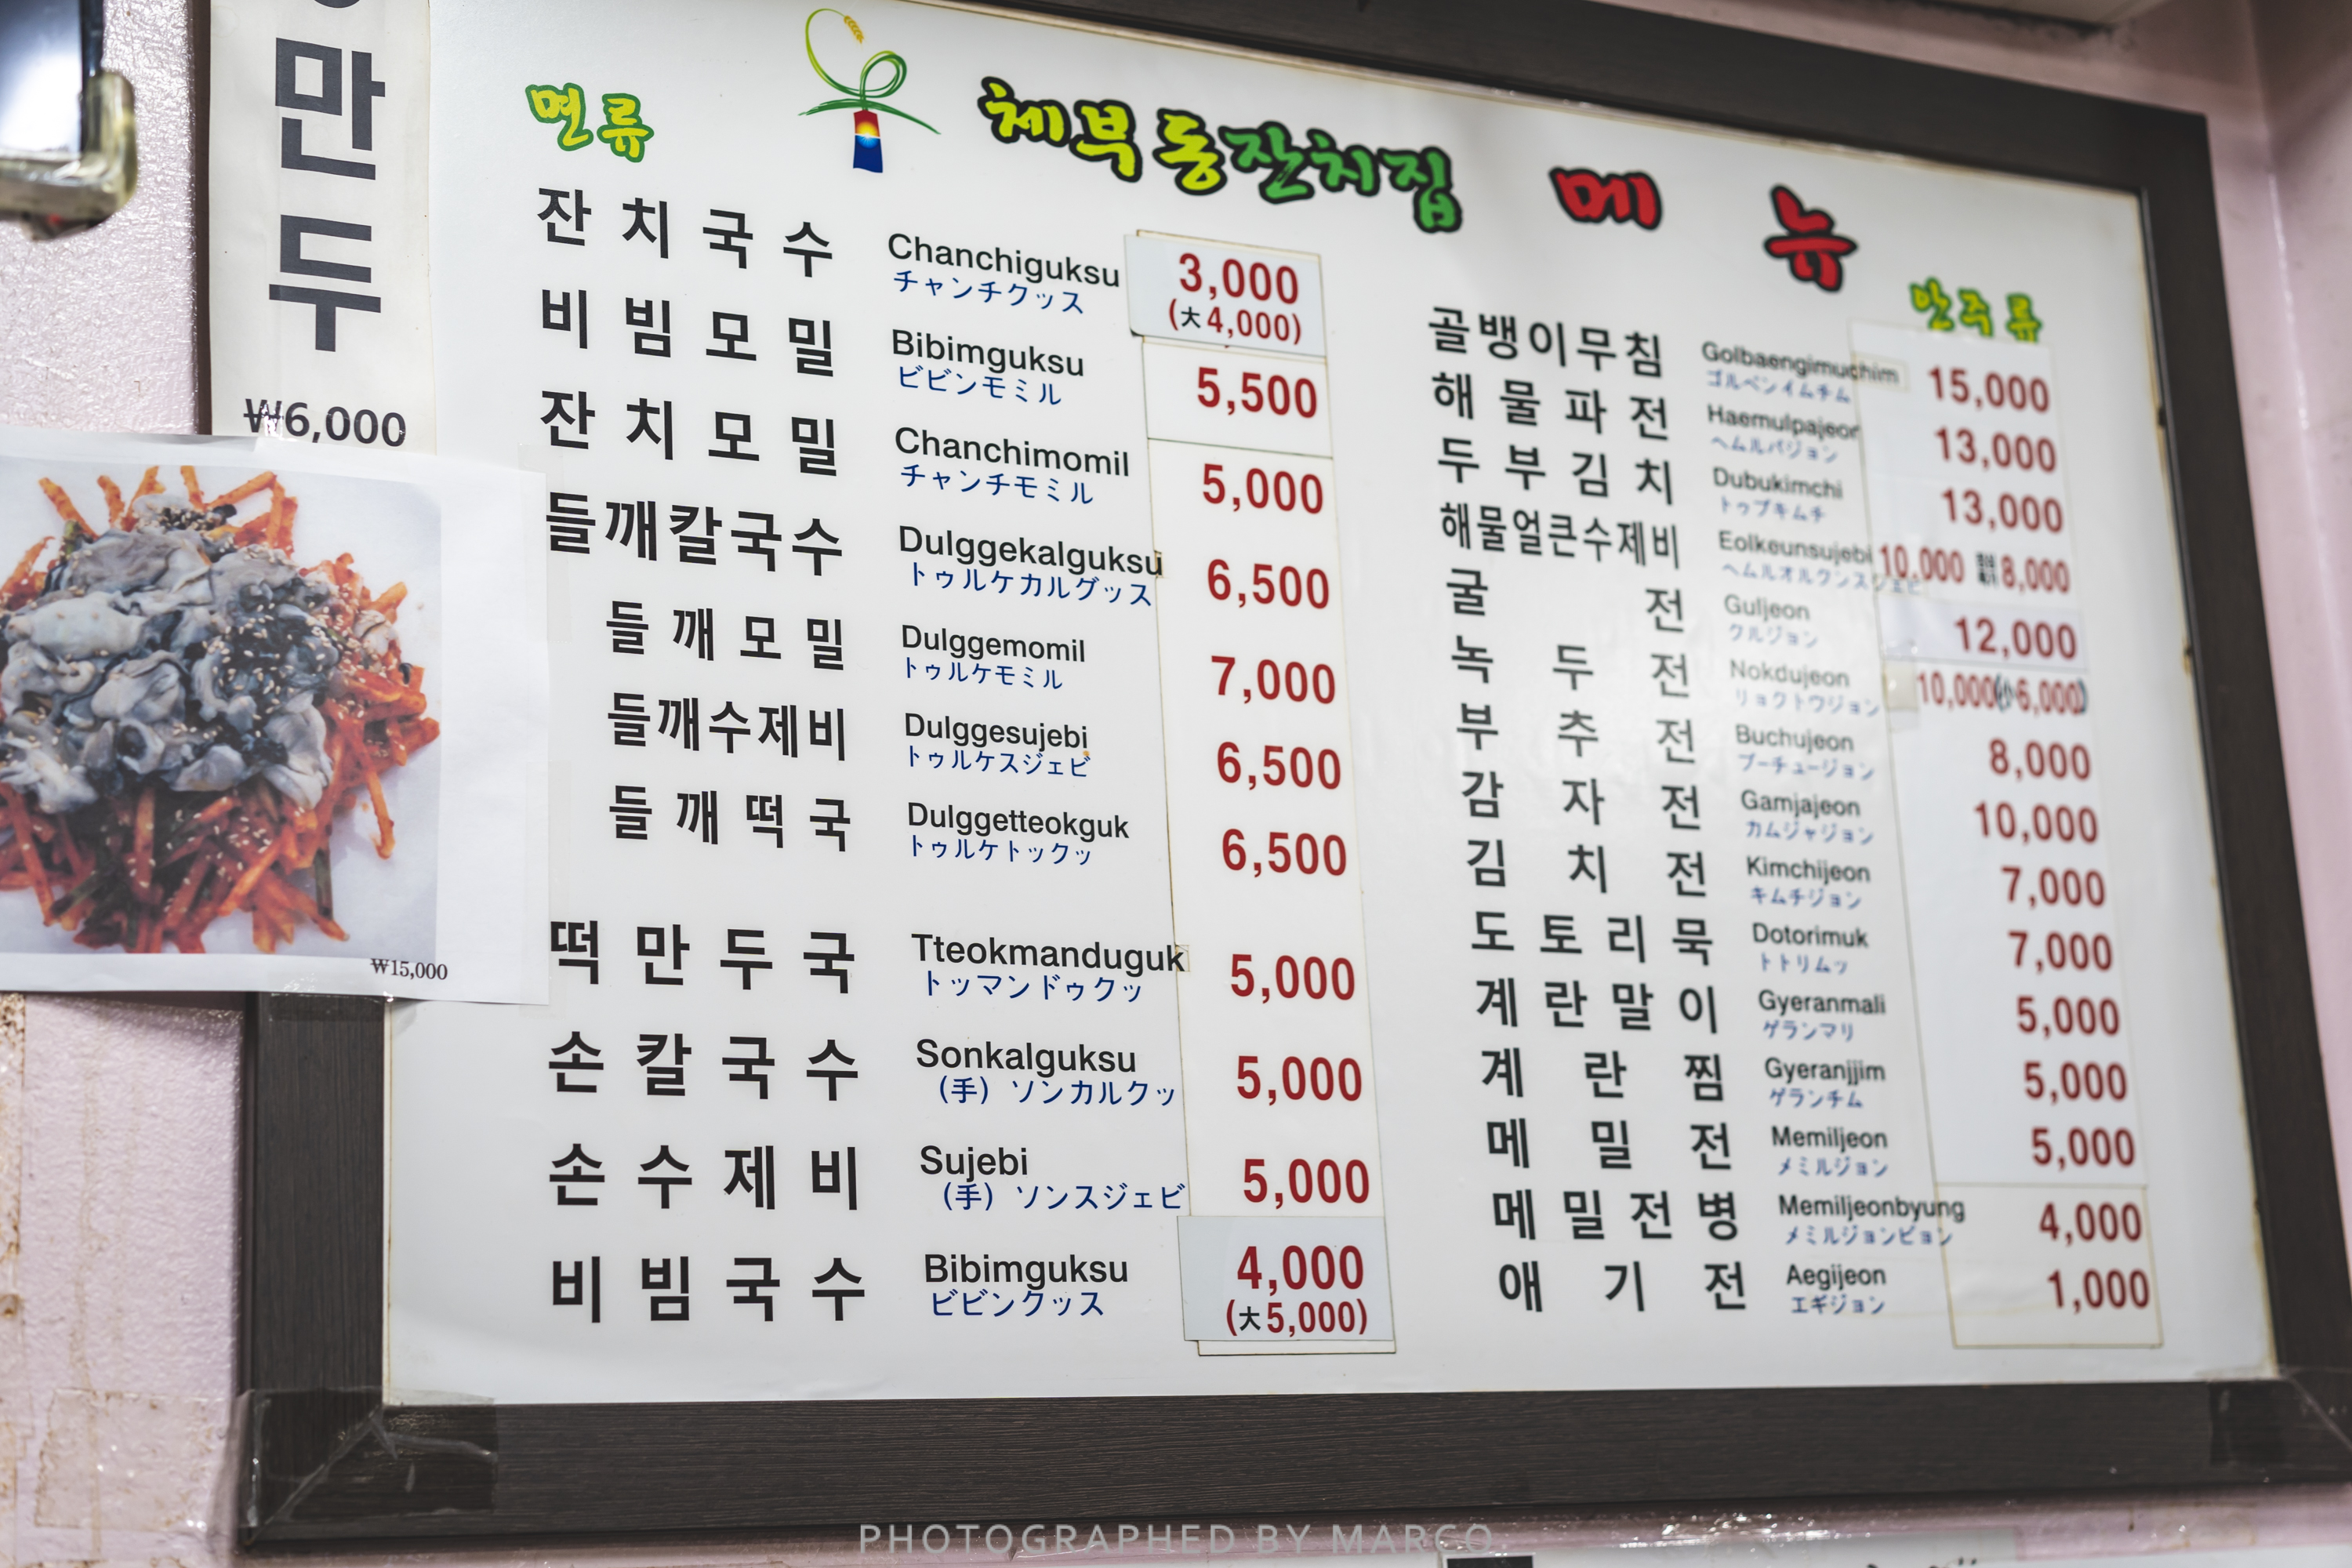 만
두
₩6,000
₩15,000
면류
체부동잔치집 메뉴
잔치국수 Chanchiguksu 3,000
チャンチクッス (大4,000)
비빔모밀 Bibimguksu 5,500
ビビンモミル
잔치모밀 Chanchimomil 5,000
チャンチモミル
들깨칼국수 Dulggekalguksu 6,500
トゥルケカルグッス
들깨모밀 Dulggemomil 7,000
トゥルケモミル
들깨수제비 Dulggesujebi 6,500
トゥルケスジェビ
들깨떡국 Dulggetteokguk 6,500
トゥルケトックッ
떡만두국 Tteokmanduguk 5,000
トッマンドゥクッ
손칼국수 Sonkalguksu 5,000
(手) ソンカルクッ
손수제비 Sujebi 5,000
(手) ソンスジェビ
비빔국수 Bibimguksu 4,000
ビビンクッス (大5,000)
안주류
골뱅이무침 Golbaengimuchim 15,000
ゴルベンイムチム
해물파전 Haemulpajeon 13,000
ヘムルパジョン
두부김치 Dubukimchi 13,000
トゥブキムチ
해물얼큰수제비 Eolkeunsujebi 10,000 8,000
ヘムルオルクンスジェビ
굴전 Guljeon 12,000
クルジョン
녹두전 Nokdujeon 10,000(小6,000)
リョクトウジョン
부추전 Buchujeon 8,000
ブーチュージョン
감자전 Gamjajeon 10,000
カムジャジョン
김치전 Kimchijeon 7,000
キムチジョン
도토리묵 Dotorimuk 7,000
トトリムッ
계란말이 Gyeranmali 5,000
ゲランマリ
계란찜 Gyeranjjim 5,000
ゲランチム
메밀전 Memiljeon 5,000
メミルジョン
메밀전병 Memiljeonbyung 4,000
メミルジョンビョン
애기전 Aegijeon 1,000
エギジョン
PHOTOGRAPHED BY MARCO